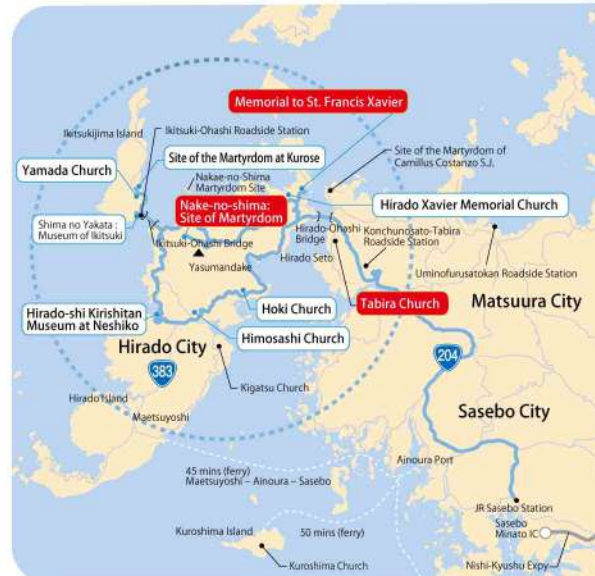 Memorial to St. Francis Xavier
Ikitsuki-Ohashi Roadside Station
Ikitsukijima Island
Site of the Martyrdom of
Camillus Costanzo S.J.
Site of the Martyrdom at Kurose
Yamada Church
Nakae-no-Shima
Martyrdom Site
Nake-no-shima:
Site of Martyrdom
Hirado Xavier Memorial Church
Shima no Yakata :
Museum of Ikitsuki
Hirado-Ohashi
Bridge
Konchunosato-Tabira
Roadside Station
Ikitsuki-Ohashi Bridge
Yasumandake
Hirado Seto
Uminofurusatokan Roadside Station
Tabira Church
Matsuura City
Hoki Church
Hirado-shi Kirishitan
Museum at Neshiko
Himosashi Church
Hirado City
383
204
Kigatsu Church
Hirado Island
Maetsuyoshi
Sasebo City
Ainoura Port
45 mins (ferry)
Maetsuyoshi – Ainoura – Sasebo
JR Sasebo Station
Sasebo
Minato IC
Kuroshima Island
50 mins (ferry)
Nishi-Kyushu Expy
Kuroshima Church